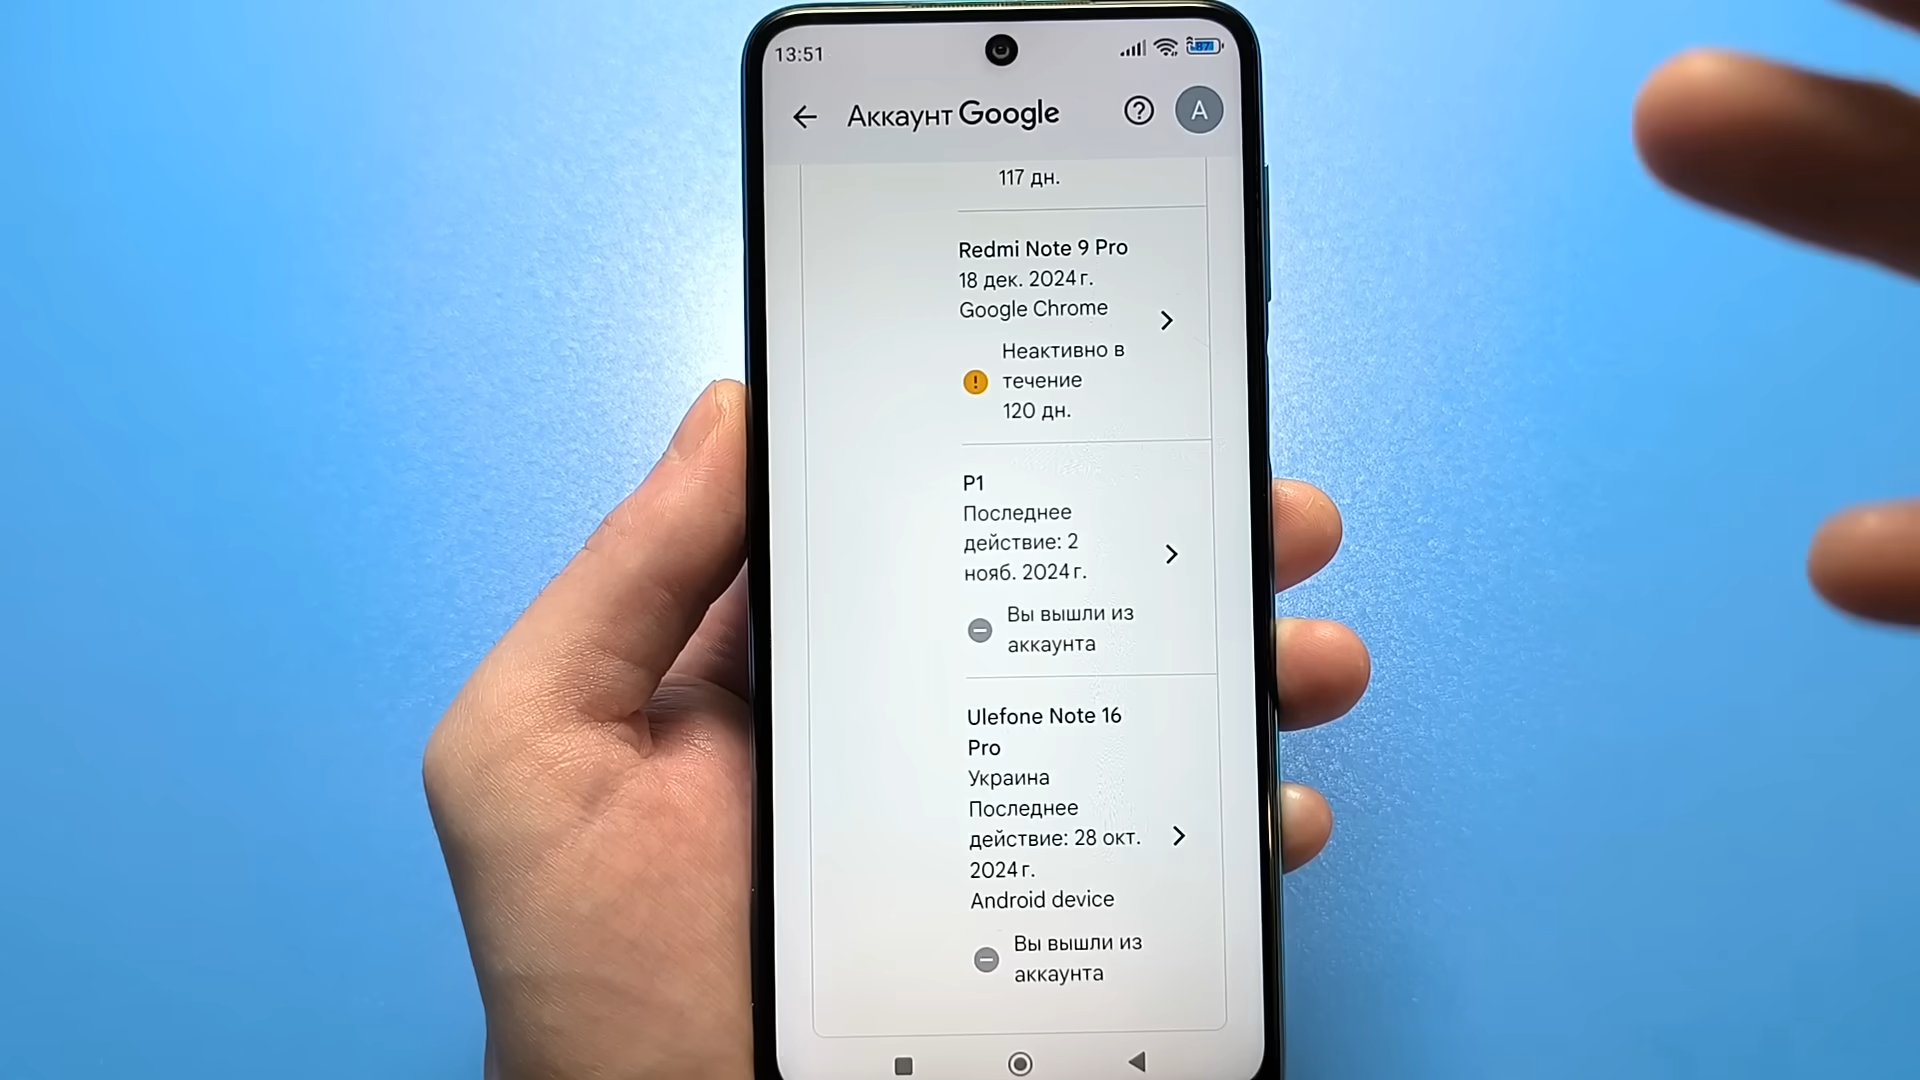 13:51
87
Аккаунт Google
A
117 дн.
Redmi Note 9 Pro
18 дек. 2024 г.
Google Chrome
Неактивно в
течение
120 дн.
P1
Последнее
действие: 2
нояб. 2024 г.
Вы вышли из
аккаунта
Ulefone Note 16
Pro
Украина
Последнее
действие: 28 окт.
2024 г.
Android device
Вы вышли из
аккаунта